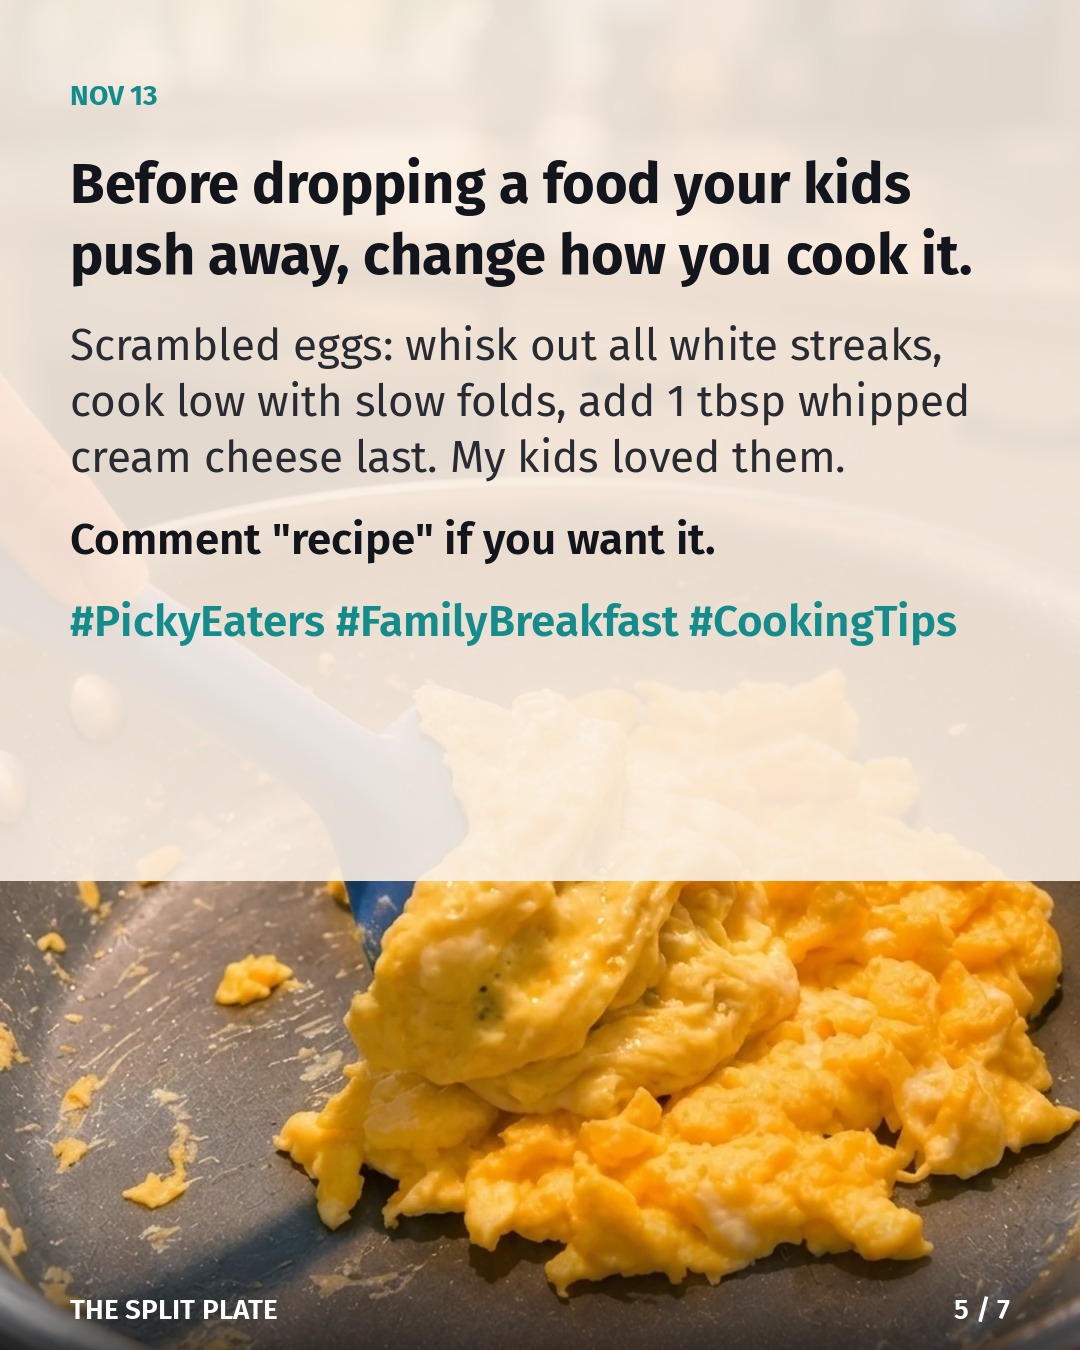 NOV 13
Before dropping a food your kids
push away, change how you cook it.
Scrambled eggs: whisk out all white streaks,
cook low with slow folds, add 1 tbsp whipped
cream cheese last. My kids loved them.
Comment "recipe" if you want it.
#PickyEaters #FamilyBreakfast #CookingTips
THE SPLIT PLATE
5 / 7